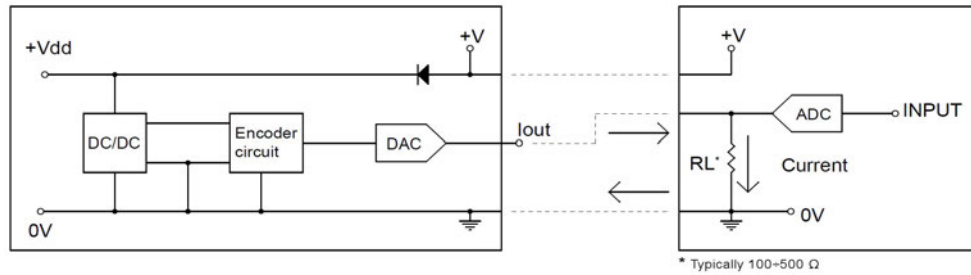 +Vdd
+V
DC/DC
Encoder
circuit
DAC
Iout
0V
+V
ADC
INPUT
RL*
Current
0V
* Typically 100÷500 Ω